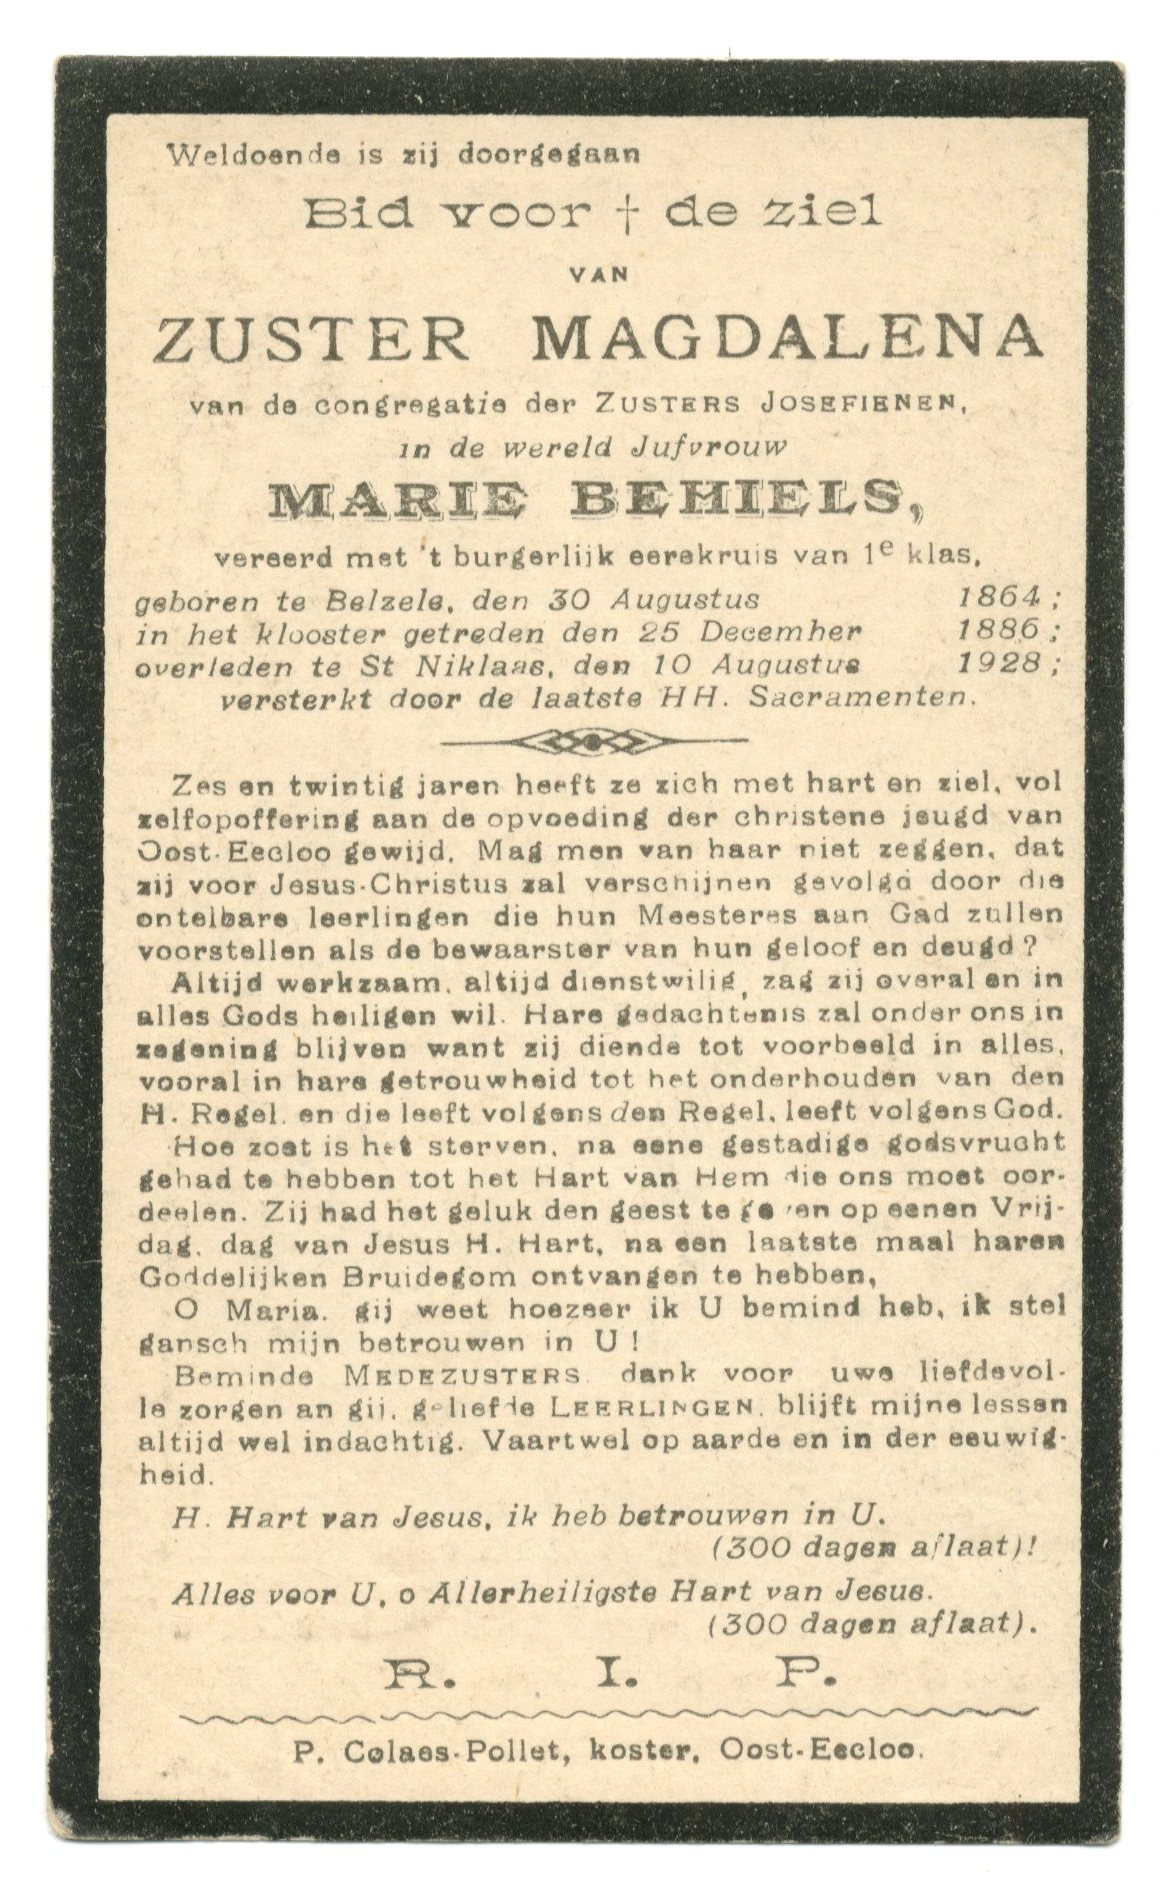 Weldoende is zij doorgegaan
Bid voor † de ziel
VAN
ZUSTER MAGDALENA
van de congregatie der ZUSTERS JOSEFIENEN,
in de wereld Jufvrouw
MARIE BEHIELS,
vereerd met 't burgerlijk eerekruis van 1e klas,
geboren te Belzele, den 30 Augustus 1864;
in het klooster getreden den 25 Decemher 1886;
overleden te St Niklaas, den 10 Augustus 1928;
versterkt door de laatste HH. Sacramenten.
Zes en twintig jaren heeft ze zich met hart en ziel, vol
zelfopoffering aan de opvoeding der christene jeugd van
Oost-Eecloo gewijd. Mag men van haar niet zeggen, dat
zij voor Jesus-Christus zal verschijnen gevolgd door die
ontelbare leerlingen die hun Meesteres aan Gad zullen
voorstellen als de bewaarster van hun geloof en deugd?
Altijd werkzaam, altijd dienstwilig, zag zij overal en in
alles Gods heiligen wil. Hare gedachtenis zal onder ons in
zegening blijven want zij diende tot voorbeeld in alles,
vooral in hare getrouwheid tot het onderhouden van den
H. Regel, en die leeft volgens den Regel, leeft volgens God.
Hoe zoet is het sterven, na eene gestadige godsvrucht
gehad te hebben tot het Hart van Hem die ons moet oor-
deelen. Zij had het geluk den geest te geven op eenen Vrij-
dag, dag van Jesus H. Hart, na een laatste maal haren
Goddelijken Bruidegom ontvangen te hebben,
O Maria, gij weet hoezeer ik U bemind heb, ik stel
gansch mijn betrouwen in U!
Beminde MEDEZUSTERS, dank voor uwe liefdevol-
le zorgen an gij, geliefde LEERLINGEN, blijft mijne lessen
altijd wel indachtig. Vaartwel op aarde en in der eeuwig-
heid.
H. Hart van Jesus, ik heb betrouwen in U.
(300 dagen aflaat)!
Alles voor U, o Allerheiligste Hart van Jesus.
(300 dagen aflaat).
R. I. P.
P. Colaes-Pollet, koster, Oost-Eecloo.